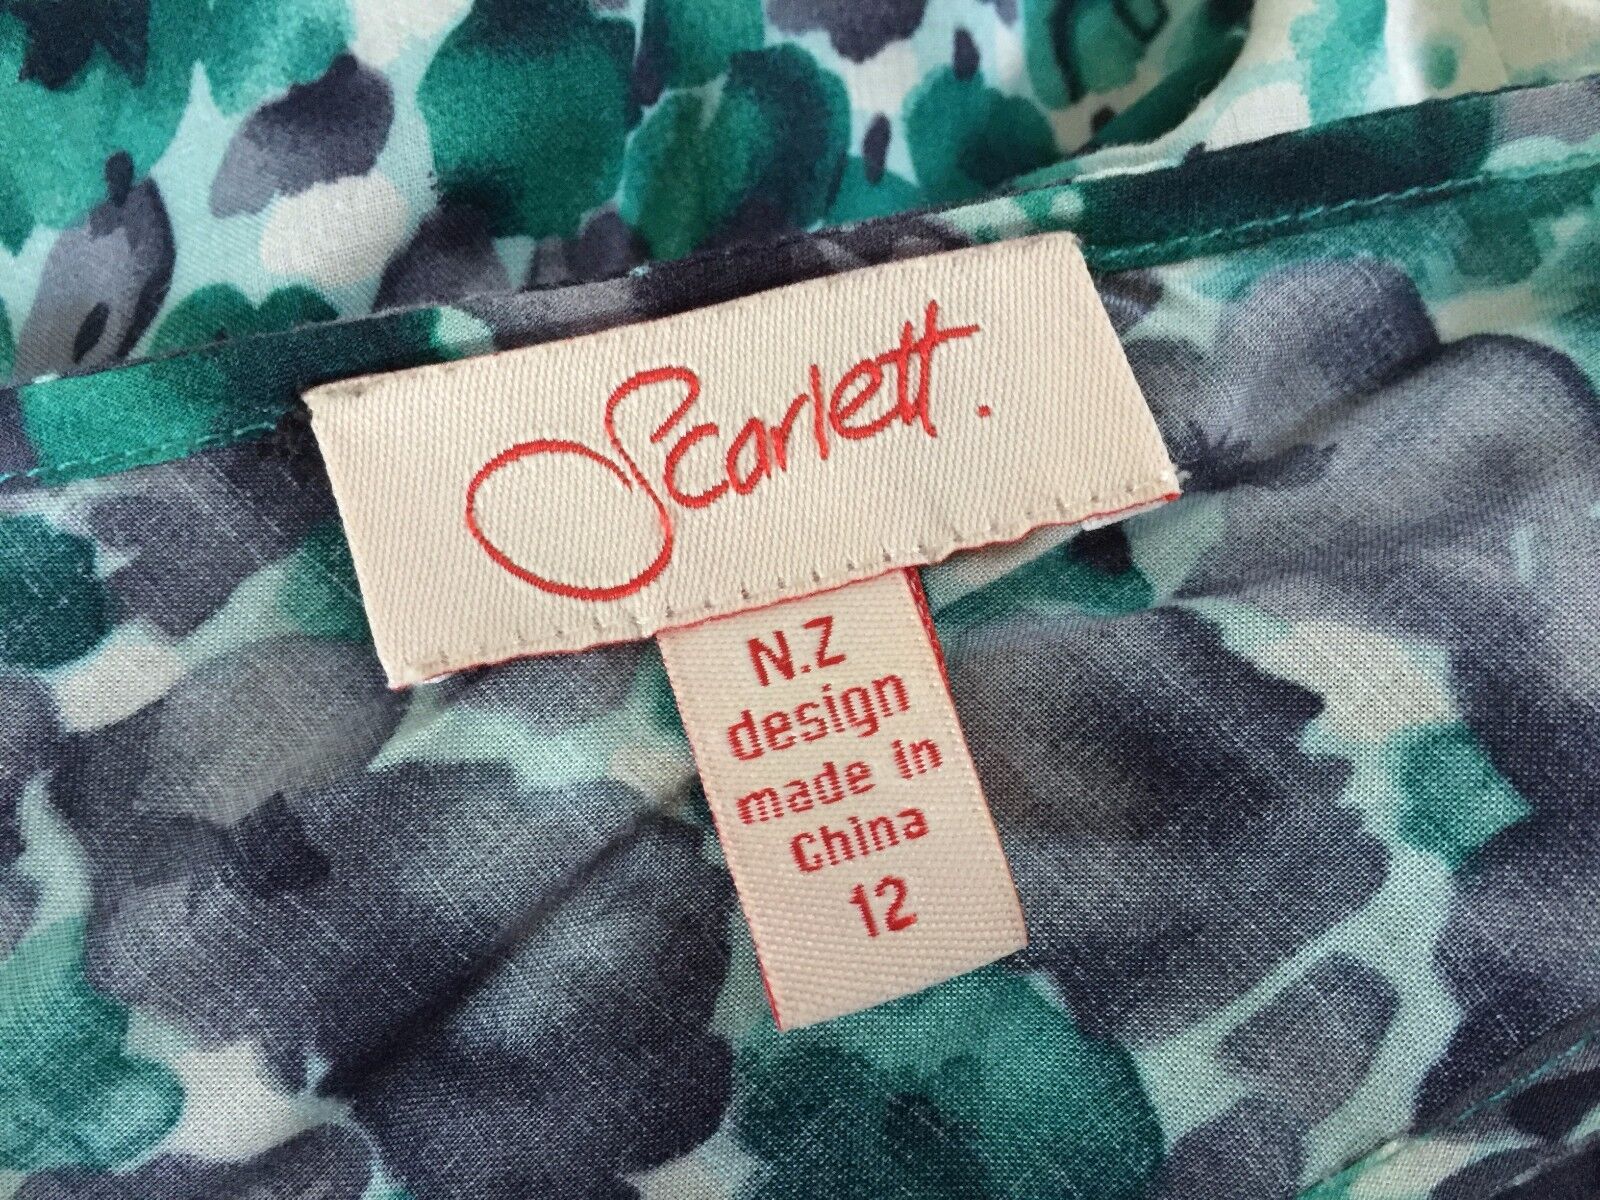 Scarlett.
N.Z
design
made in
China
12